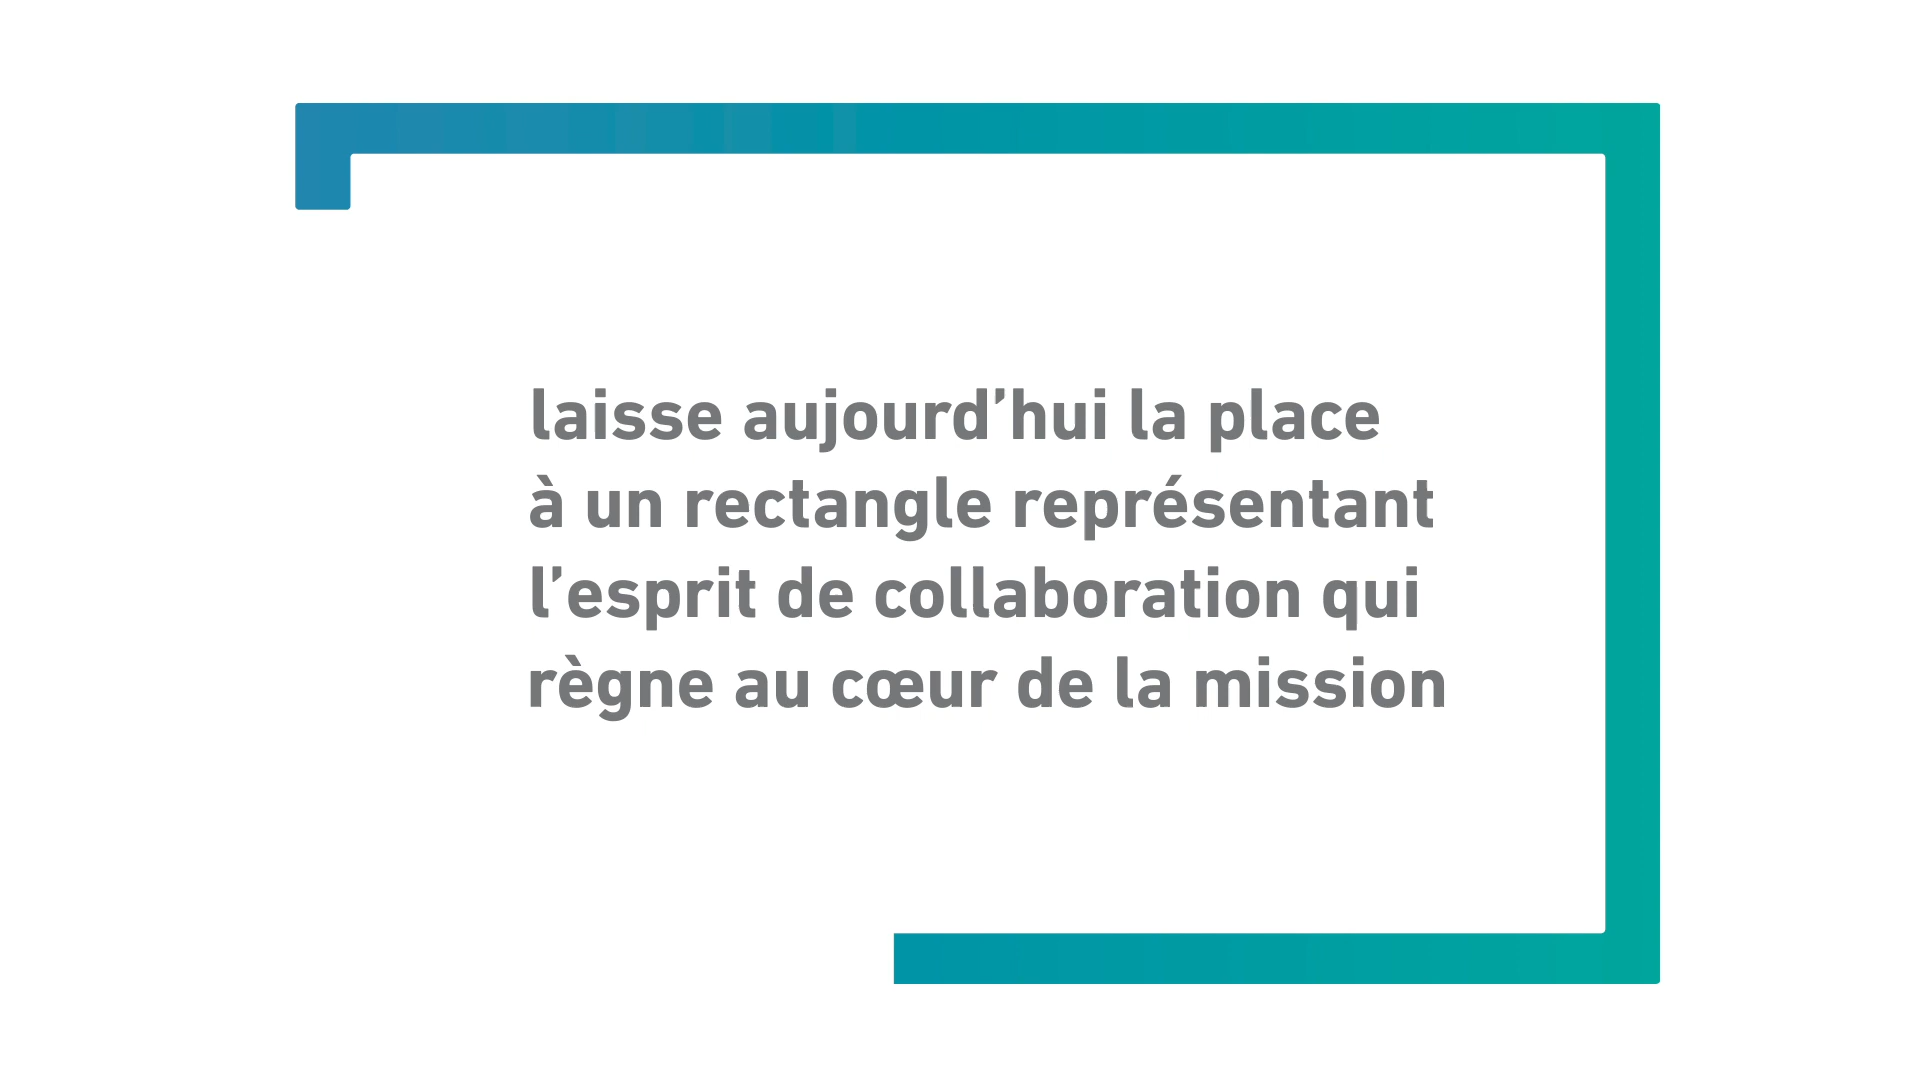 laisse aujourd’hui la place
à un rectangle représentant
l’esprit de collaboration qui
règne au cœur de la mission